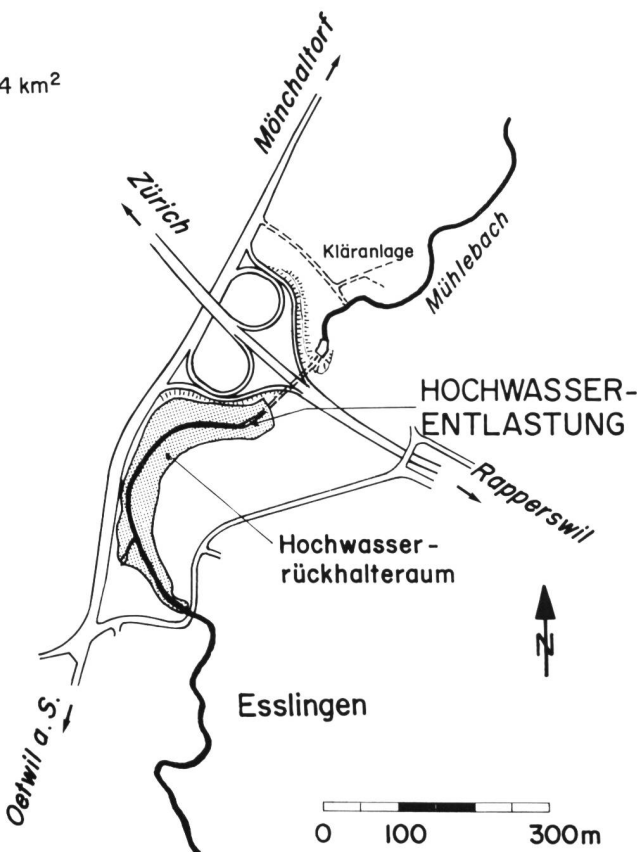 4 km²
Mönchaltorf
Zürich
Kläranlage
Mühlebach
HOCHWASSER-
ENTLASTUNG
Rapperswil
Hochwasser-
rückhalteraum
N
Esslingen
Oetwil a. S.
0 100 300m